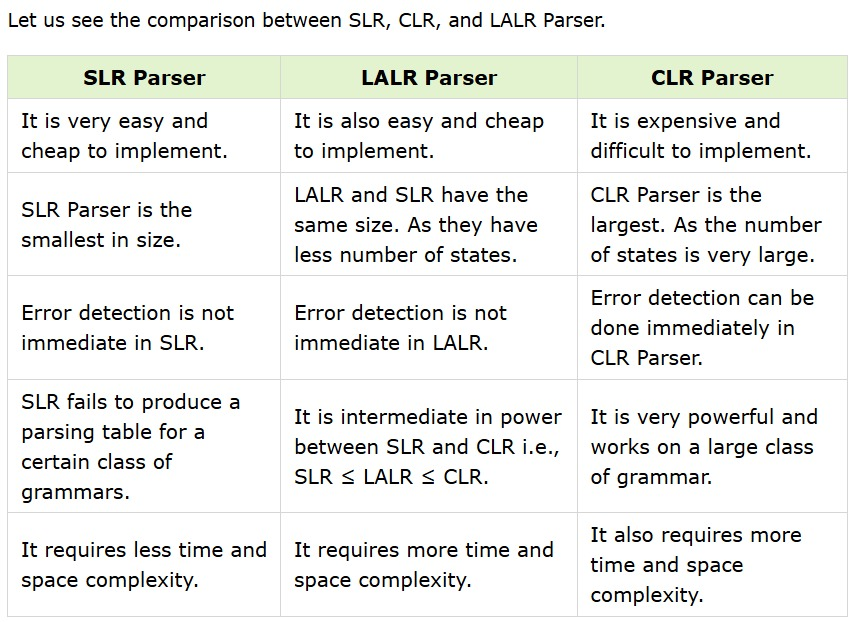 Let us see the comparison between SLR, CLR, and LALR Parser.
SLR Parser
LALR Parser
CLR Parser
It is very easy and
cheap to implement.
It is also easy and cheap
to implement.
It is expensive and
difficult to implement.
SLR Parser is the
smallest in size.
LALR and SLR have the
same size. As they have
less number of states.
CLR Parser is the
largest. As the number
of states is very large.
Error detection is not
immediate in SLR.
Error detection is not
immediate in LALR.
Error detection can be
done immediately in
CLR Parser.
SLR fails to produce a
parsing table for a
certain class of
grammars.
It is intermediate in power
between SLR and CLR i.e.,
SLR ≤ LALR ≤ CLR.
It is very powerful and
works on a large class
of grammar.
It requires less time and
space complexity.
It requires more time and
space complexity.
It also requires more
time and space
complexity.